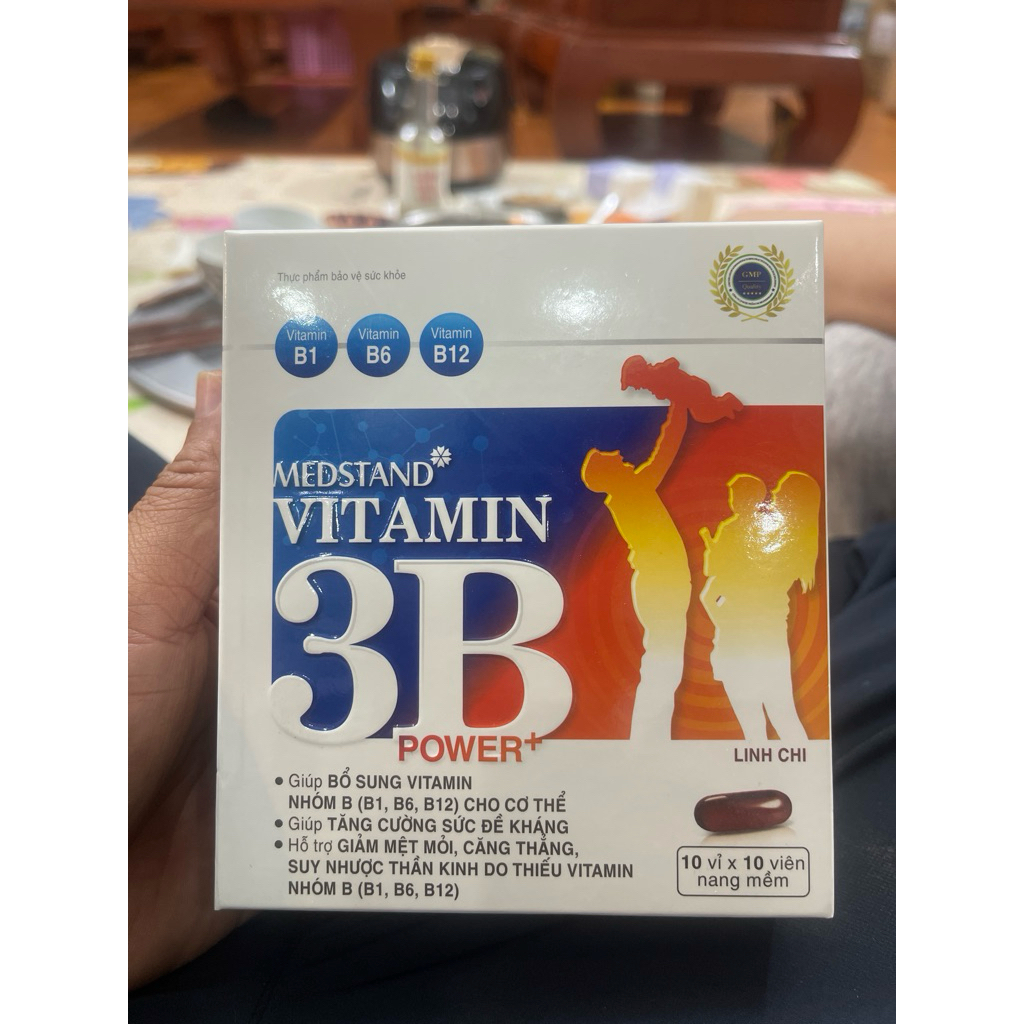 Thực phẩm bảo vệ sức khỏe
GMP
Quality
Vitamin
B1
Vitamin
B6
Vitamin
B12
MEDSTAND
VITAMIN
3B
POWER+
LINH CHI
• Giúp BỔ SUNG VITAMIN
NHÓM B (B1, B6, B12) CHO CƠ THỂ
• Giúp TĂNG CƯỜNG SỨC ĐỀ KHÁNG
• Hỗ trợ GIẢM MỆT MỎI, CĂNG THẲNG,
SUY NHƯỢC THẦN KINH DO THIẾU VITAMIN
NHÓM B (B1, B6, B12)
10 vỉ x 10 viên
nang mềm